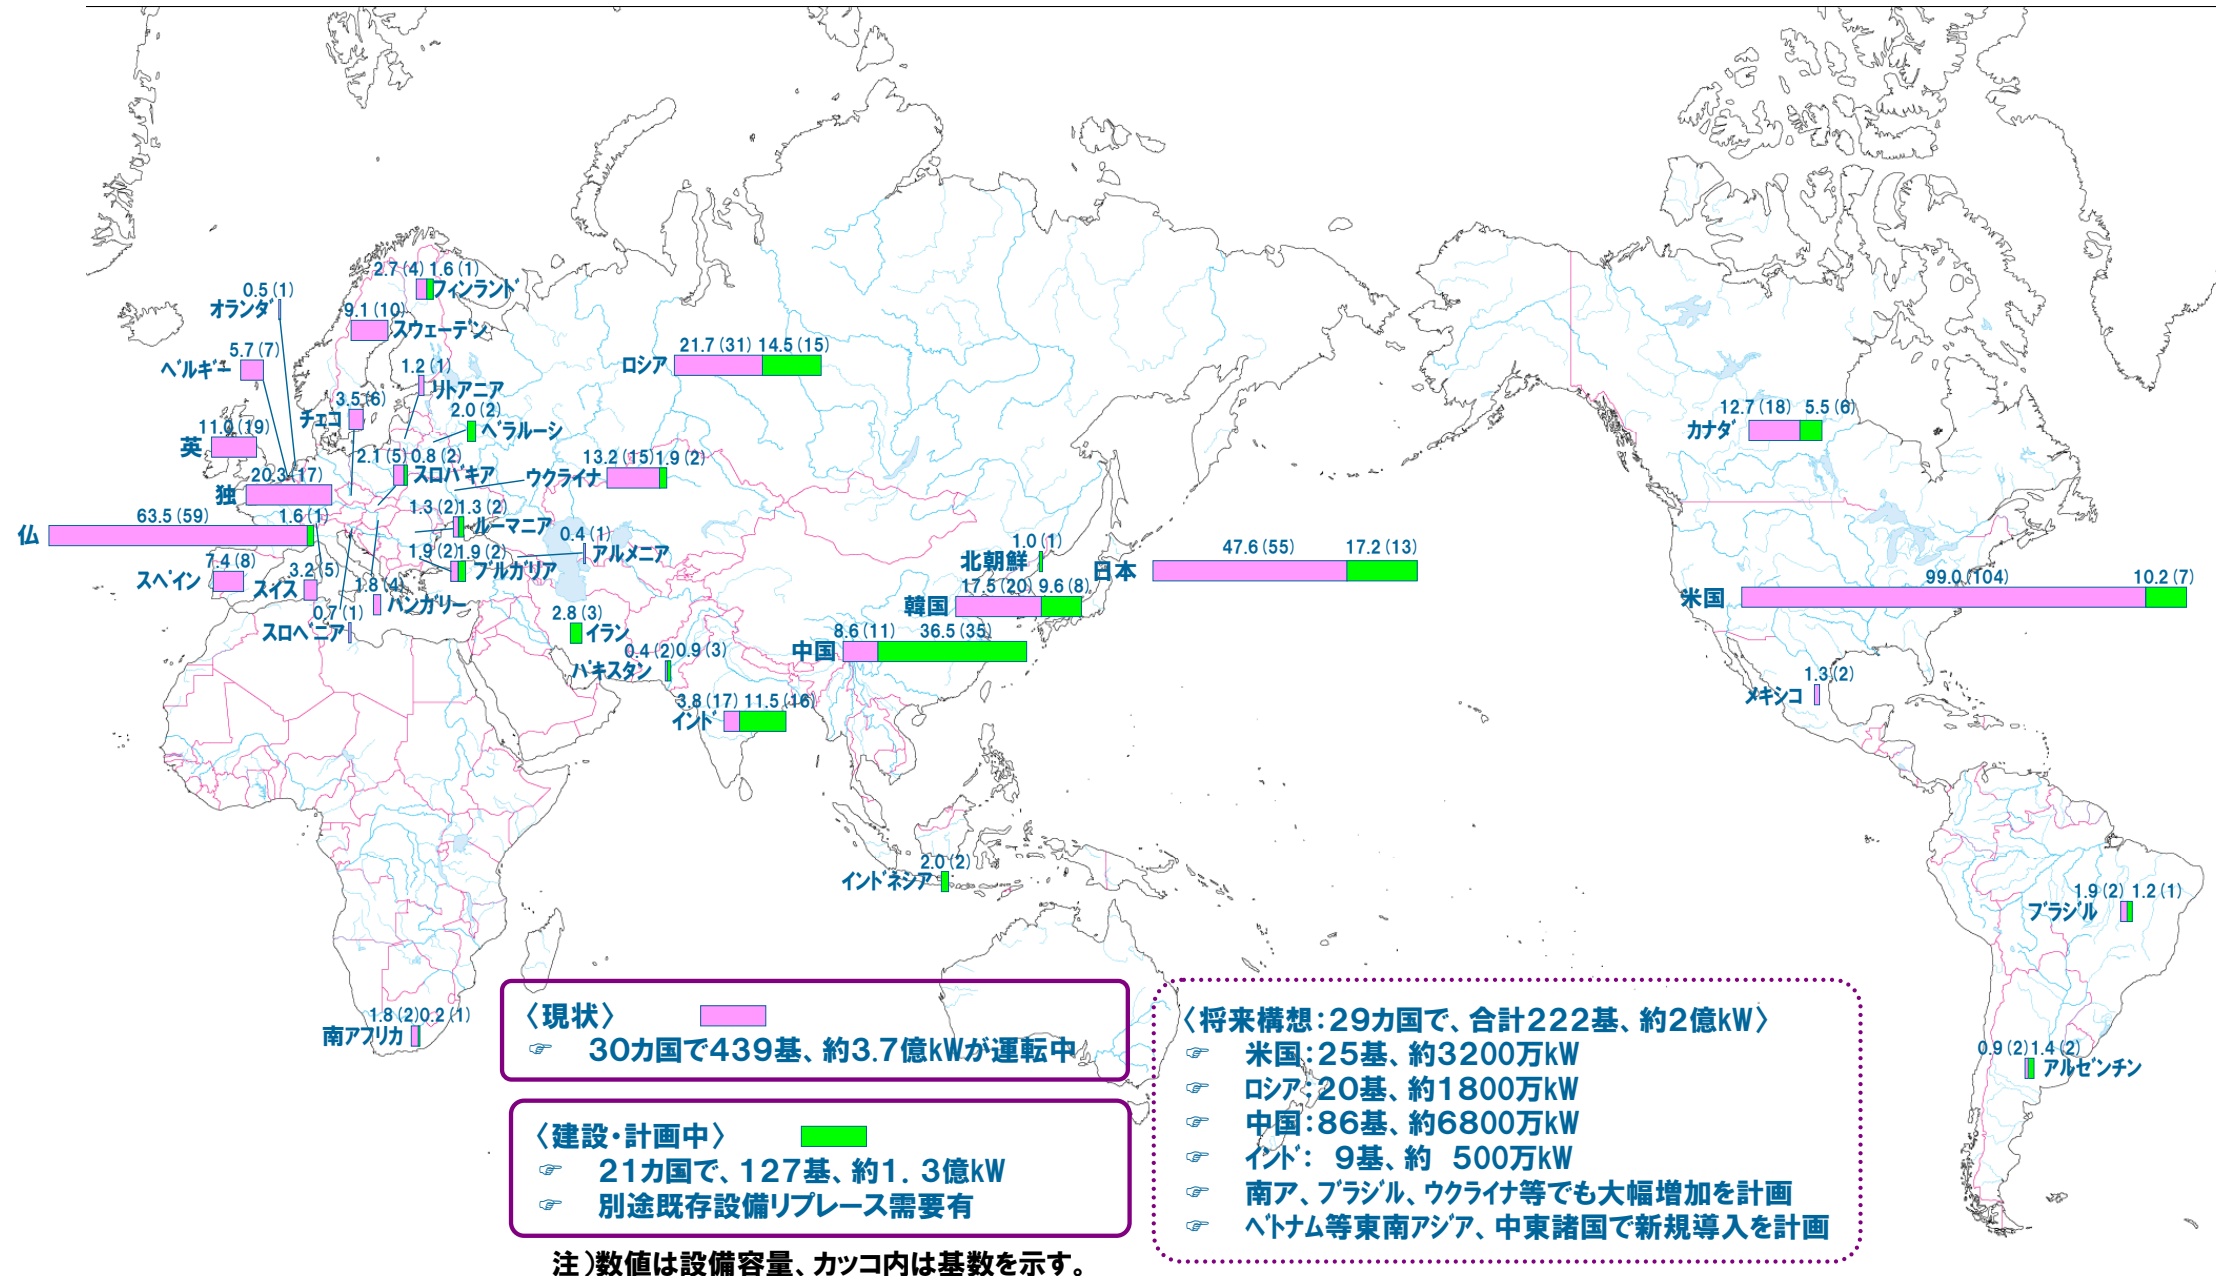 2.7(4) 1.6(1)
フィンランド
0.5(1)
オランダ
9.1(10)
スウェーデン
5.7(7)
ベルギー
21.7(31) 14.5(15)
ロシア
1.2(1)
リトアニア
3.5(6)
チェコ
2.0(2)
ベラルーシ
11.0(19)
英
2.1(5) 0.8(2)
スロバキア
13.2(15) 1.9(2)
ウクライナ
20.3(17)
独
63.5(59) 1.6(1)
仏
1.3(2) 1.3(2)
ルーマニア
0.4(1)
アルメニア
1.9(2) 1.9(2)
ブルガリア
7.4(8)
スペイン
3.2(5)
スイス
1.8(4)
ハンガリー
0.7(1)
スロベニア
2.8(3)
イラン
0.4(2) 0.9(3)
パキスタン
3.8(17) 11.5(16)
インド
1.0(1)
北朝鮮
47.6(55) 17.2(13)
日本
17.5(20) 9.6(8)
韓国
8.6(11) 36.5(35)
中国
12.7(18) 5.5(6)
カナダ
99.0(104) 10.2(7)
米国
1.3(2)
メキシコ
2.0(2)
インドネシア
1.9(2) 1.2(1)
ブラジル
1.8(2) 0.2(1)
南アフリカ
0.9(2) 1.4(2)
アルゼンチン
〈現状〉
☞ 30カ国で439基、約3.7億kWが運転中
〈建設・計画中〉
☞ 21カ国で、127基、約1.3億kW
☞ 別途既存設備リプレース需要有
〈将来構想：29カ国で、合計222基、約2億kW〉
☞ 米国：25基、約3200万kW
☞ ロシア：20基、約1800万kW
☞ 中国：86基、約6800万kW
☞ インド： 9基、約 500万kW
☞ 南ア、ブラジル、ウクライナ等でも大幅増加を計画
☞ ベトナム等東南アジア、中東諸国で新規導入を計画
注)数値は設備容量、カッコ内は基数を示す。